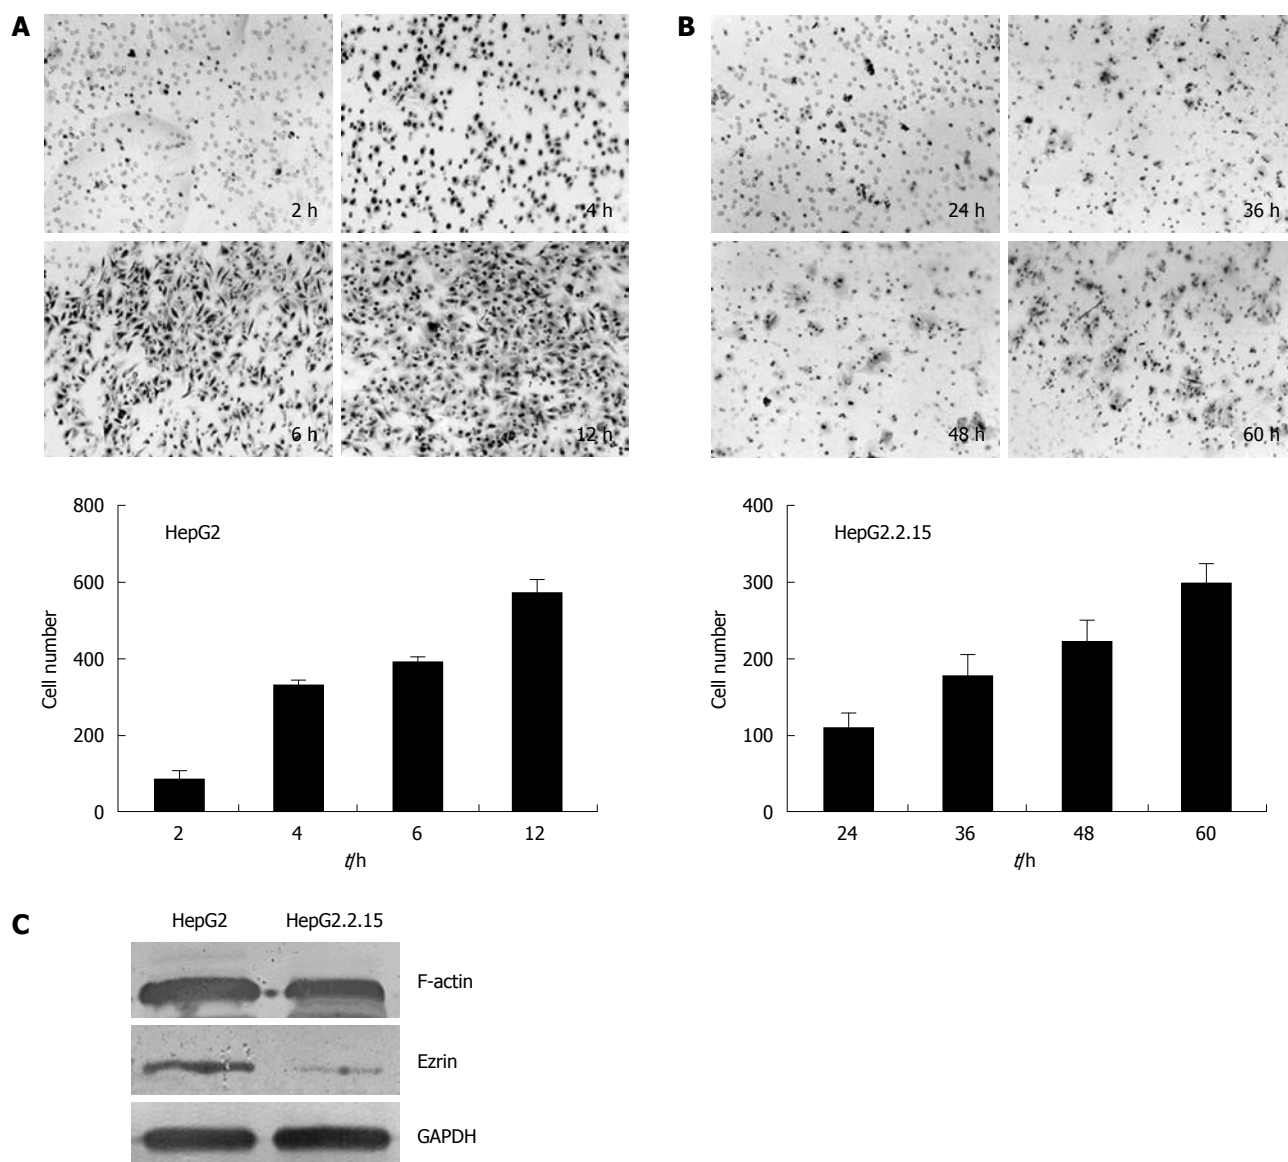 A
2 h
4 h
6 h
12 h
800
600
400
200
0
Cell number
HepG2
2
4
6
12
t/h
B
24 h
36 h
48 h
60 h
400
300
200
100
0
Cell number
HepG2.2.15
24
36
48
60
t/h
C
HepG2 HepG2.2.15
F-actin
Ezrin
GAPDH